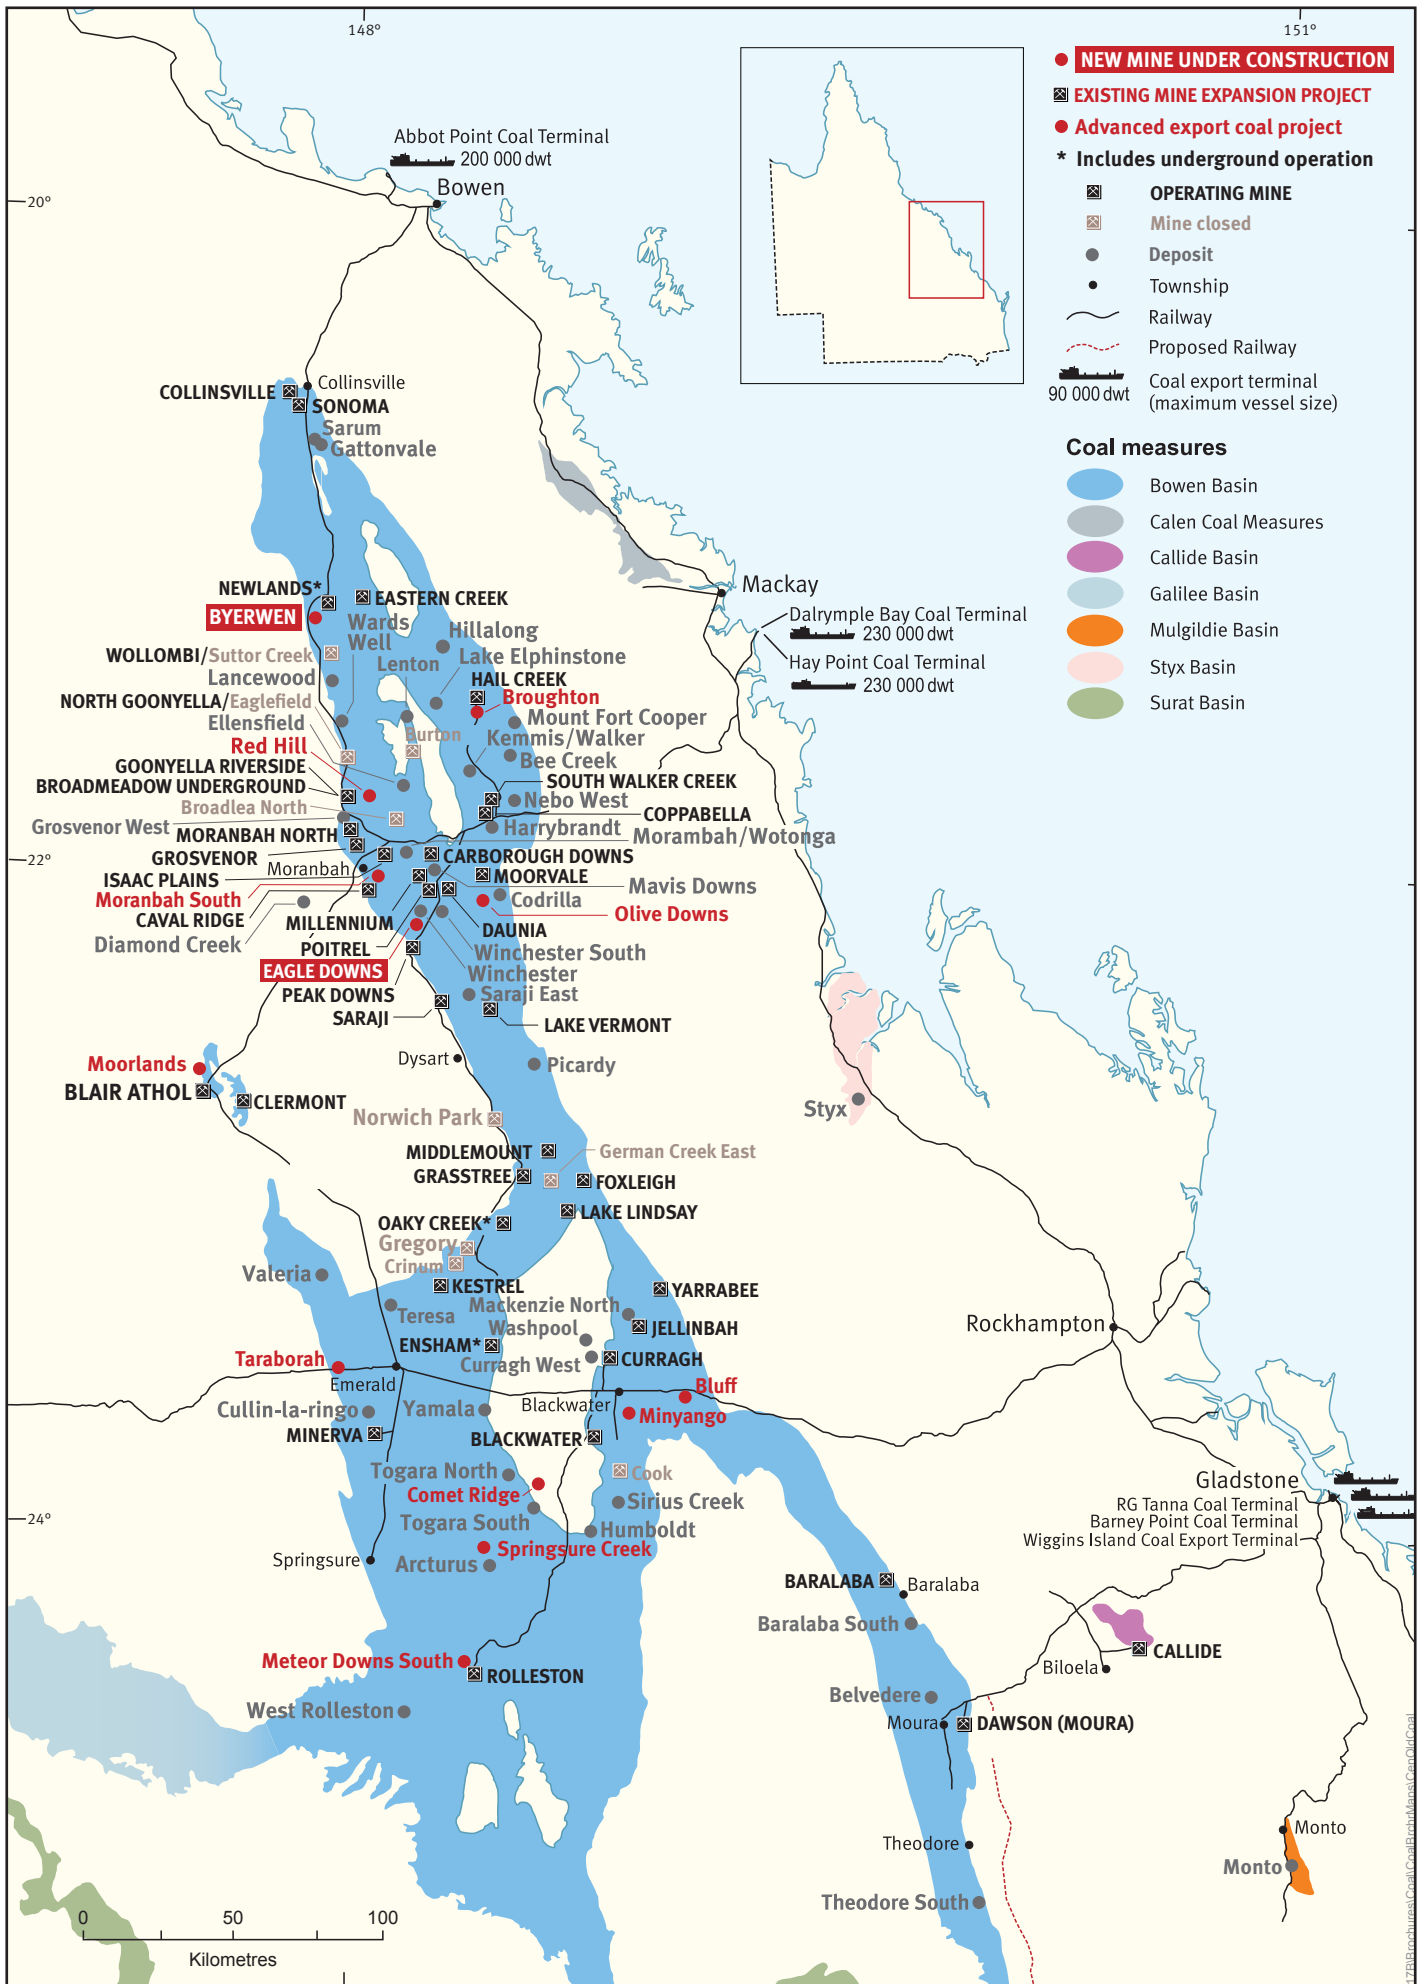 148°
151°
NEW MINE UNDER CONSTRUCTION
EXISTING MINE EXPANSION PROJECT
Advanced export coal project
* Includes underground operation
OPERATING MINE
Mine closed
Deposit
Township
Railway
Proposed Railway
90 000 dwt
Coal export terminal
(maximum vessel size)
Coal measures
Bowen Basin
Calen Coal Measures
Callide Basin
Galilee Basin
Mulgildie Basin
Styx Basin
Surat Basin
Abbot Point Coal Terminal
200 000 dwt
Bowen
20°
Collinsville
COLLINSVILLE
SONOMA
Sarum
Gattonvale
NEWLANDS*
EASTERN CREEK
BYERWEN
Wards
Well
Hillalong
Mackay
Dalrymple Bay Coal Terminal
230 000 dwt
Hay Point Coal Terminal
230 000 dwt
WOLLOMBI/Suttor Creek
Lenton
Lake Elphinstone
Lancewood
HAIL CREEK
NORTH GOONYELLA/Eaglefield
Broughton
Ellensfield
Mount Fort Cooper
Burton
Kemmis/Walker
Red Hill
Bee Creek
GOONYELLA RIVERSIDE
SOUTH WALKER CREEK
BROADMEADOW UNDERGROUND
Nebo West
Broadlea North
COPPABELLA
Grosvenor West
Harrybrandt
MORANBAH NORTH
Morambah/Wotonga
GROSVENOR
22°
CARBOROUGH DOWNS
Moranbah
ISAAC PLAINS
MOORVALE
Mavis Downs
Moranbah South
Codrilla
CAVAL RIDGE
Olive Downs
MILLENNIUM
DAUNIA
Diamond Creek
POITREL
Winchester South
EAGLE DOWNS
Winchester
PEAK DOWNS
Saraji East
SARAJI
LAKE VERMONT
Dysart
Picardy
Moorlands
BLAIR ATHOL
CLERMONT
Styx
Norwich Park
MIDDLEMOUNT
German Creek East
GRASSTREE
FOXLEIGH
LAKE LINDSAY
OAKY CREEK*
Gregory
Crinum
Valeria
KESTREL
YARRABEE
Teresa
Mackenzie North
Washpool
JELLINBAH
Rockhampton
ENSHAM*
Curragh West
CURRAGH
Taraborah
Emerald
Bluff
Blackwater
Minyango
Cullin-la-ringo
Yamala
MINERVA
BLACKWATER
Togara North
Cook
Comet Ridge
Sirius Creek
Togara South
Humboldt
Gladstone
RG Tanna Coal Terminal
Barney Point Coal Terminal
Wiggins Island Coal Export Terminal
24°
Springsure
Springsure Creek
Arcturus
BARALABA
Baralaba
Baralaba South
CALLIDE
Biloela
Meteor Downs South
ROLLESTON
West Rolleston
Belvedere
Moura
DAWSON (MOURA)
Theodore
Monto
Monto
Theodore South
0
50
100
Kilometres
17B\Brochures\Coal\CoalBrchrMaps\CenQldCoal